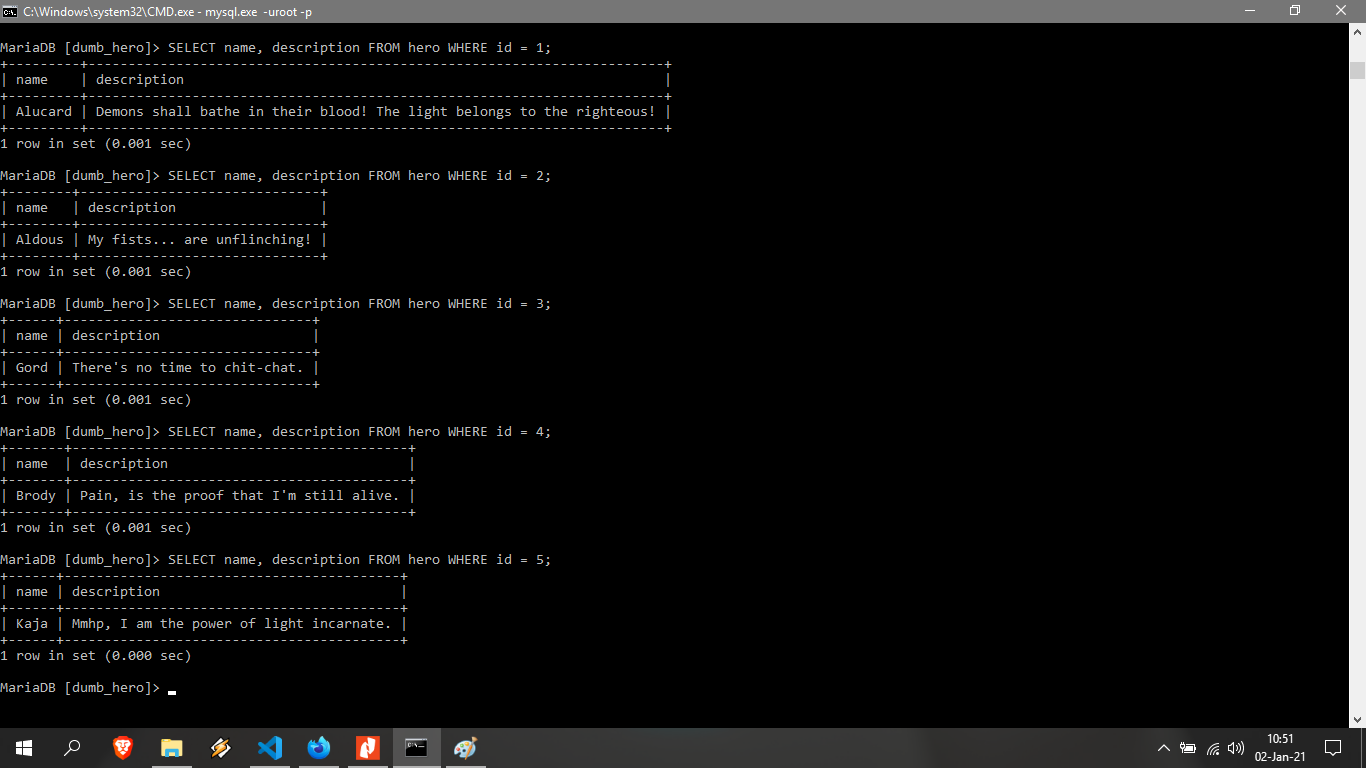 C:\Windows\system32\CMD.exe - mysql.exe  -uroot -p
MariaDB [dumb_hero]> SELECT name, description FROM hero WHERE id = 1;
+---------+------------------------------------------------------------------------+
| name    | description                                                            |
+---------+------------------------------------------------------------------------+
| Alucard | Demons shall bathe in their blood! The light belongs to the righteous! |
+---------+------------------------------------------------------------------------+
1 row in set (0.001 sec)
MariaDB [dumb_hero]> SELECT name, description FROM hero WHERE id = 2;
+--------+------------------------------+
| name   | description                  |
+--------+------------------------------+
| Aldous | My fists... are unflinching! |
+--------+------------------------------+
1 row in set (0.001 sec)
MariaDB [dumb_hero]> SELECT name, description FROM hero WHERE id = 3;
+------+-------------------------------+
| name | description                   |
+------+-------------------------------+
| Gord | There's no time to chit-chat. |
+------+-------------------------------+
1 row in set (0.001 sec)
MariaDB [dumb_hero]> SELECT name, description FROM hero WHERE id = 4;
+-------+------------------------------------------+
| name  | description                              |
+-------+------------------------------------------+
| Brody | Pain, is the proof that I'm still alive. |
+-------+------------------------------------------+
1 row in set (0.001 sec)
MariaDB [dumb_hero]> SELECT name, description FROM hero WHERE id = 5;
+------+------------------------------------------+
| name | description                              |
+------+------------------------------------------+
| Kaja | Mmhp, I am the power of light incarnate. |
+------+------------------------------------------+
1 row in set (0.000 sec)
MariaDB [dumb_hero]> _
10:51
02-Jan-21